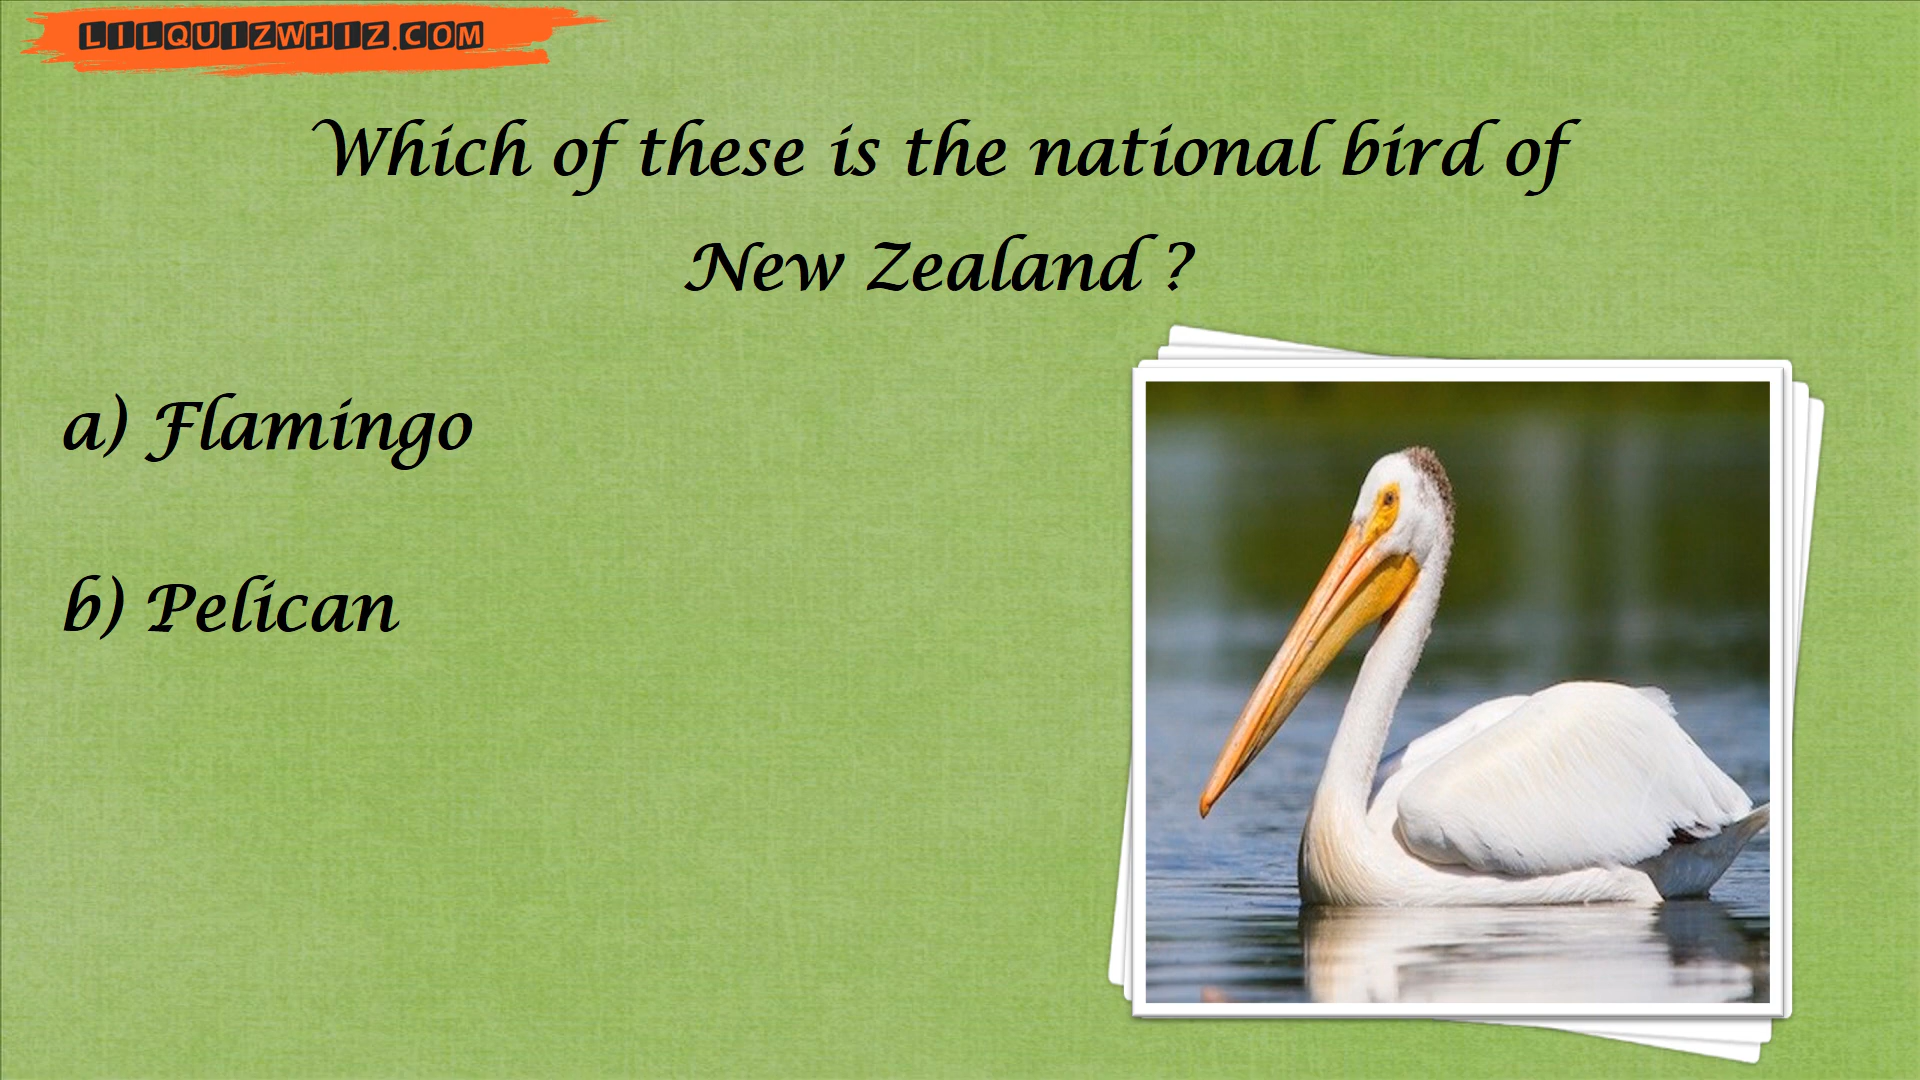 LILQUIZWHIZ.COM
Which of these is the national bird of
New Zealand ?
a) Flamingo
b) Pelican